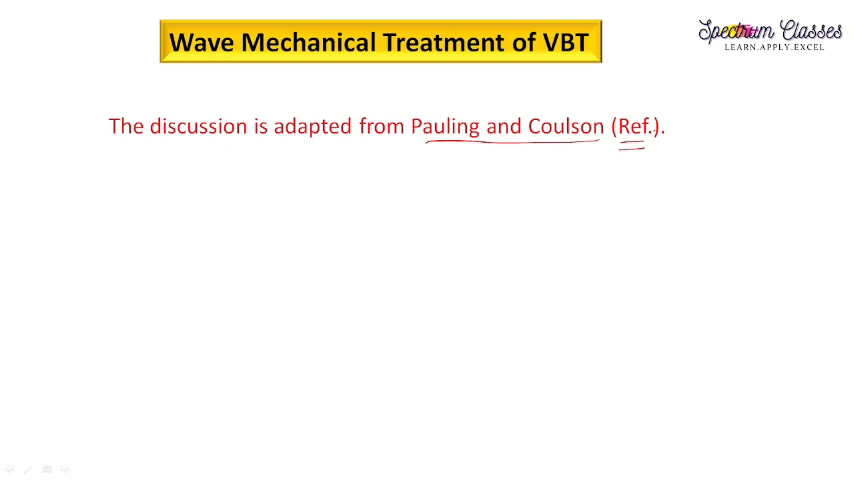 Wave Mechanical Treatment of VBT
Spectrum Classes
LEARN.APPLY.EXCEL
The discussion is adapted from Pauling and Coulson (Ref.).